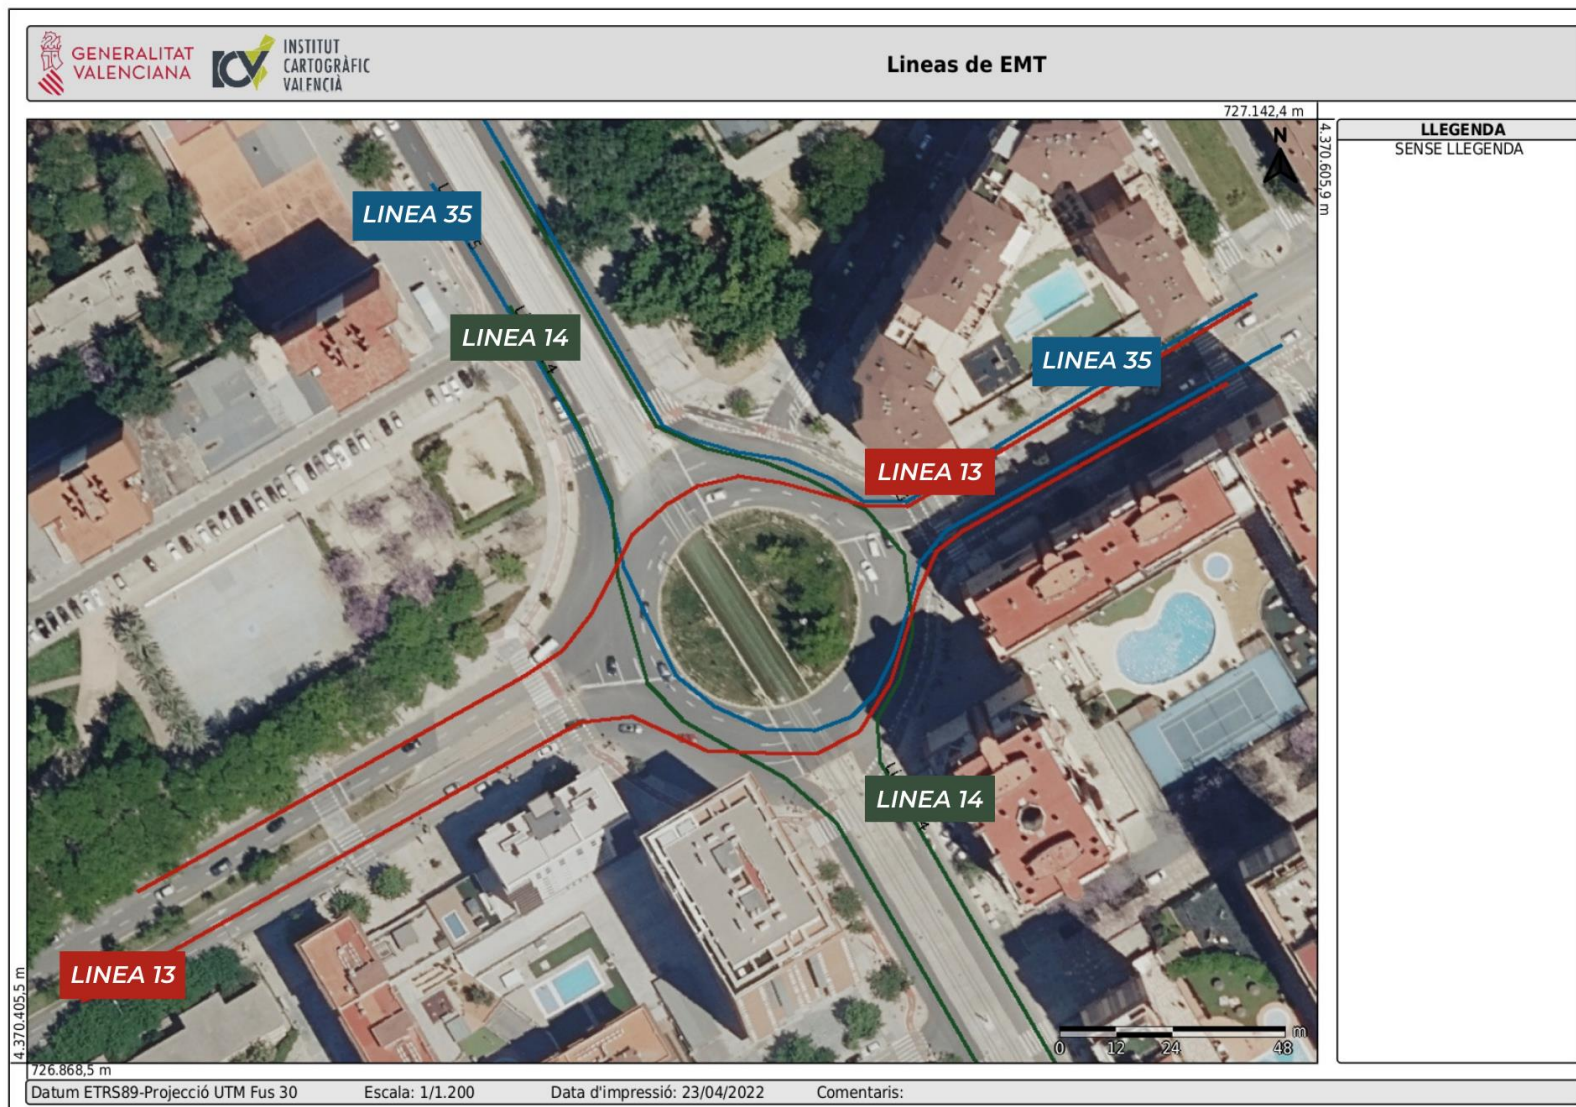 GENERALITAT
VALENCIANA
ICV
INSTITUT
CARTOGRÀFIC
VALENCIÀ
Lineas de EMT
727.142,4 m
4.370.605,9 m
N
LLEGENDA
SENSE LLEGENDA
LINEA 35
LINEA 14
LINEA 35
LINEA 13
LINEA 14
LINEA 13
4.370.405,5 m
726.868,5 m
m
0 12 24 48
Datum ETRS89-Projecció UTM Fus 30 Escala: 1/1.200 Data d'impressió: 23/04/2022 Comentaris: